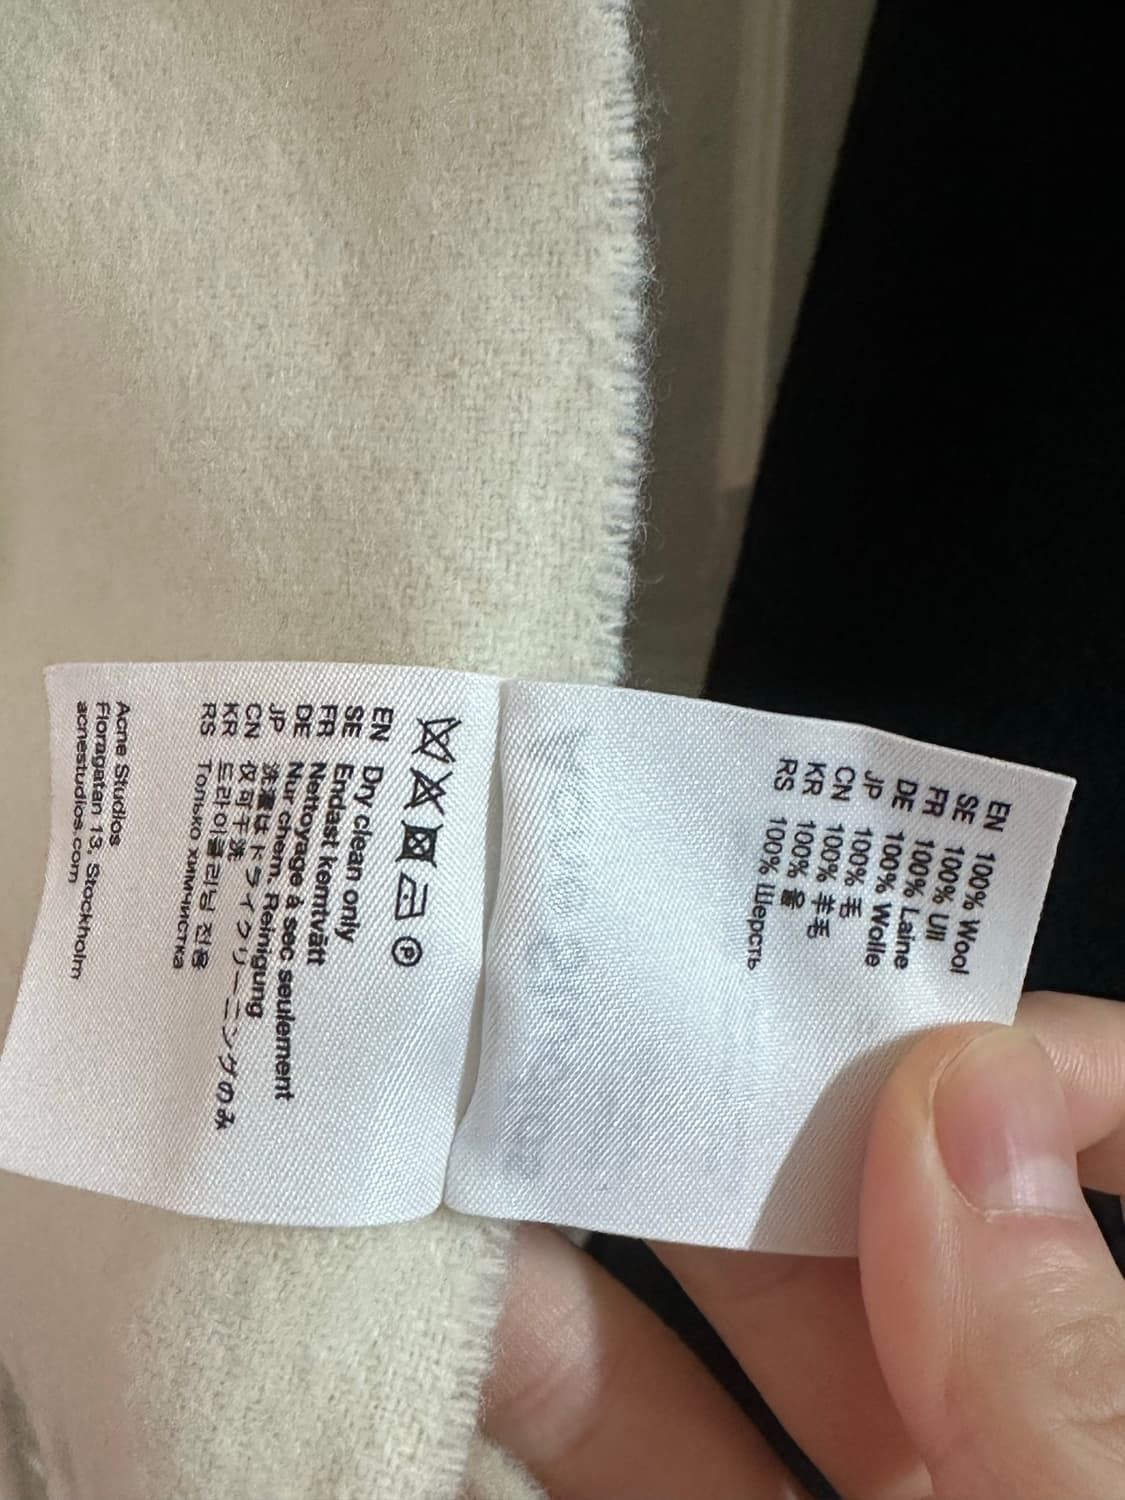 EN 100% Wool
SE 100% Ull
FR 100% Laine
DE 100% Wolle
JP 100% 毛
CN 100% 羊毛
KR 100% 울
RS 100% Шерсть
P
EN Dry clean only
SE Endast kemtvätt
FR Nettoyage à sec seulement
DE Nur chem. Reinigung
JP 洗濯はドライクリーニングのみ
CN 仅可干洗
KR 드라이클리닝 전용
RS Только химчистка
Acne Studios
Floragatan 13, Stockholm
acnestudios.com